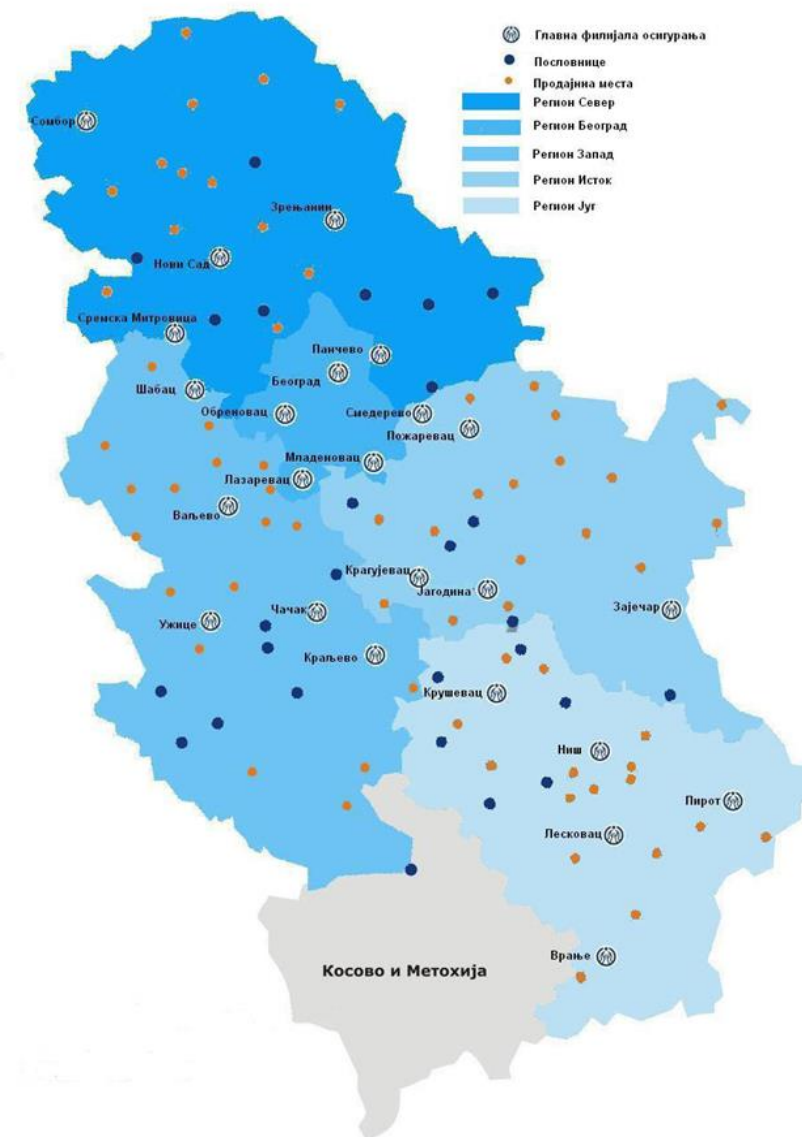 Главна филијала осигурања
Пословнице
Продајнна места
Регион Север
Регион Београд
Регион Запад
Регион Исток
Регион Југ
Сомбор
Зрењанин
Нови Сад
Сремска Митровица
Панчево
Београд
Шабац
Обреновац
Смедерево
Пожаревац
Младеновац
Лазаревац
Ваљево
Крагујевац
Јагодина
Чачак
Зајечар
Ужице
Краљево
Крушевац
Ниш
Пирот
Лесковац
Врање
Косово и Метохија